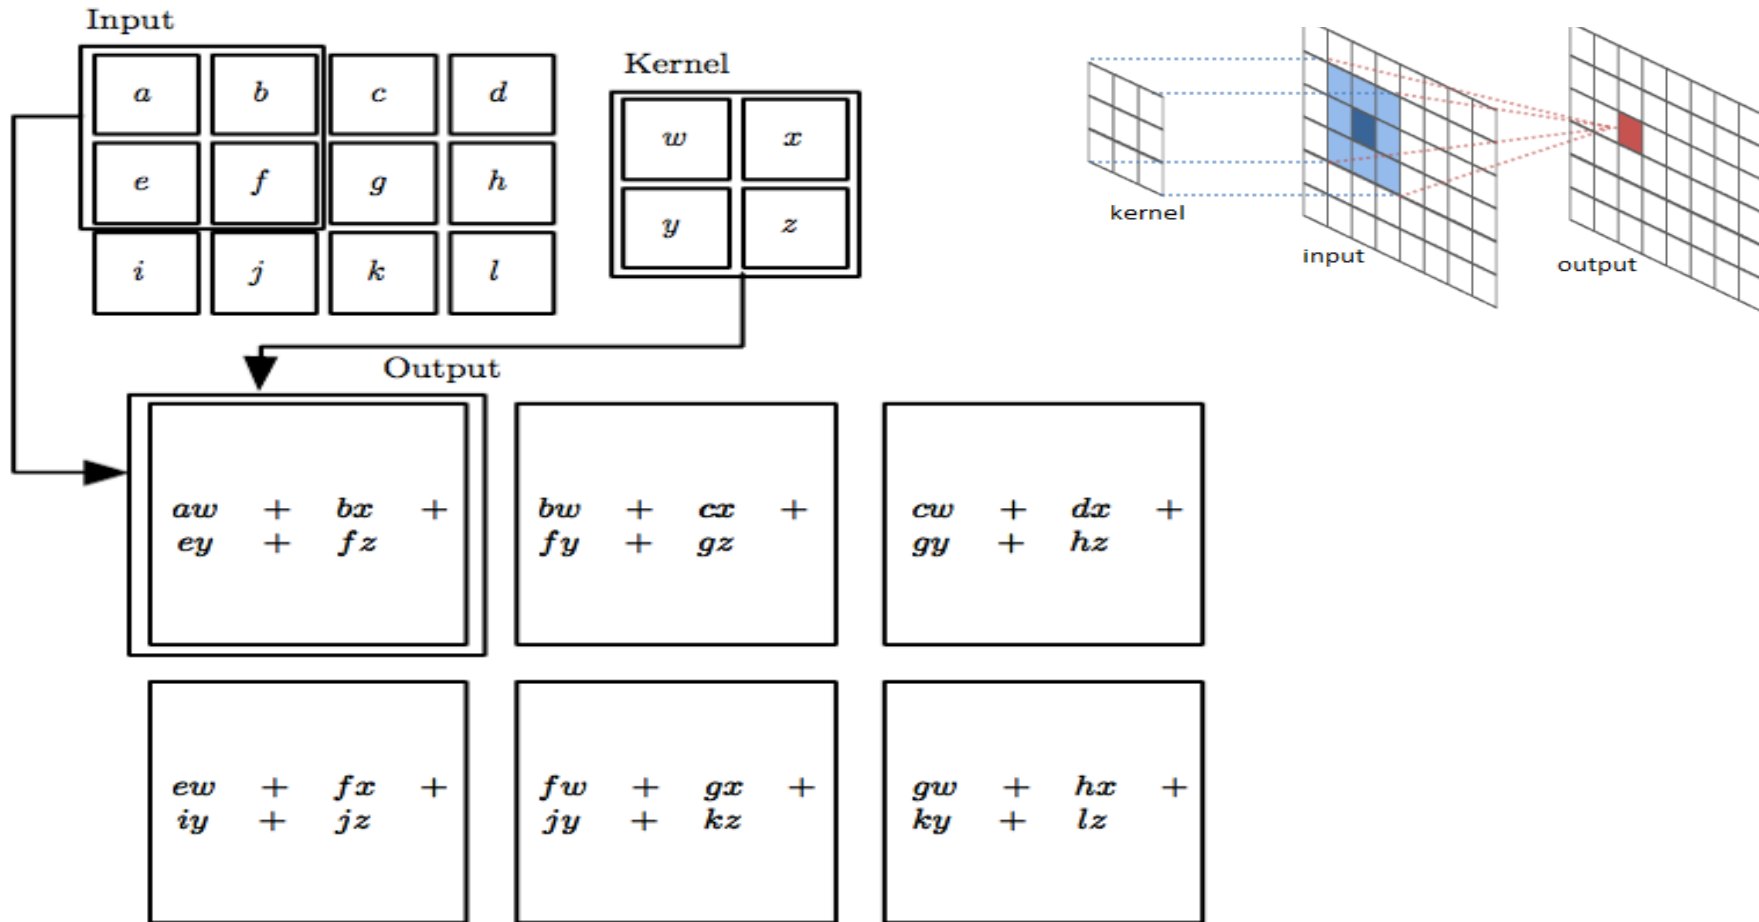 Input
a b c d
e f g h
i j k l
Kernel
w x
y z
kernel
input
output
Output
aw + bx +
ey + fz
bw + cx +
fy + gz
cw + dx +
gy + hz
ew + fx +
iy + jz
fw + gx +
jy + kz
gw + hx +
ky + lz